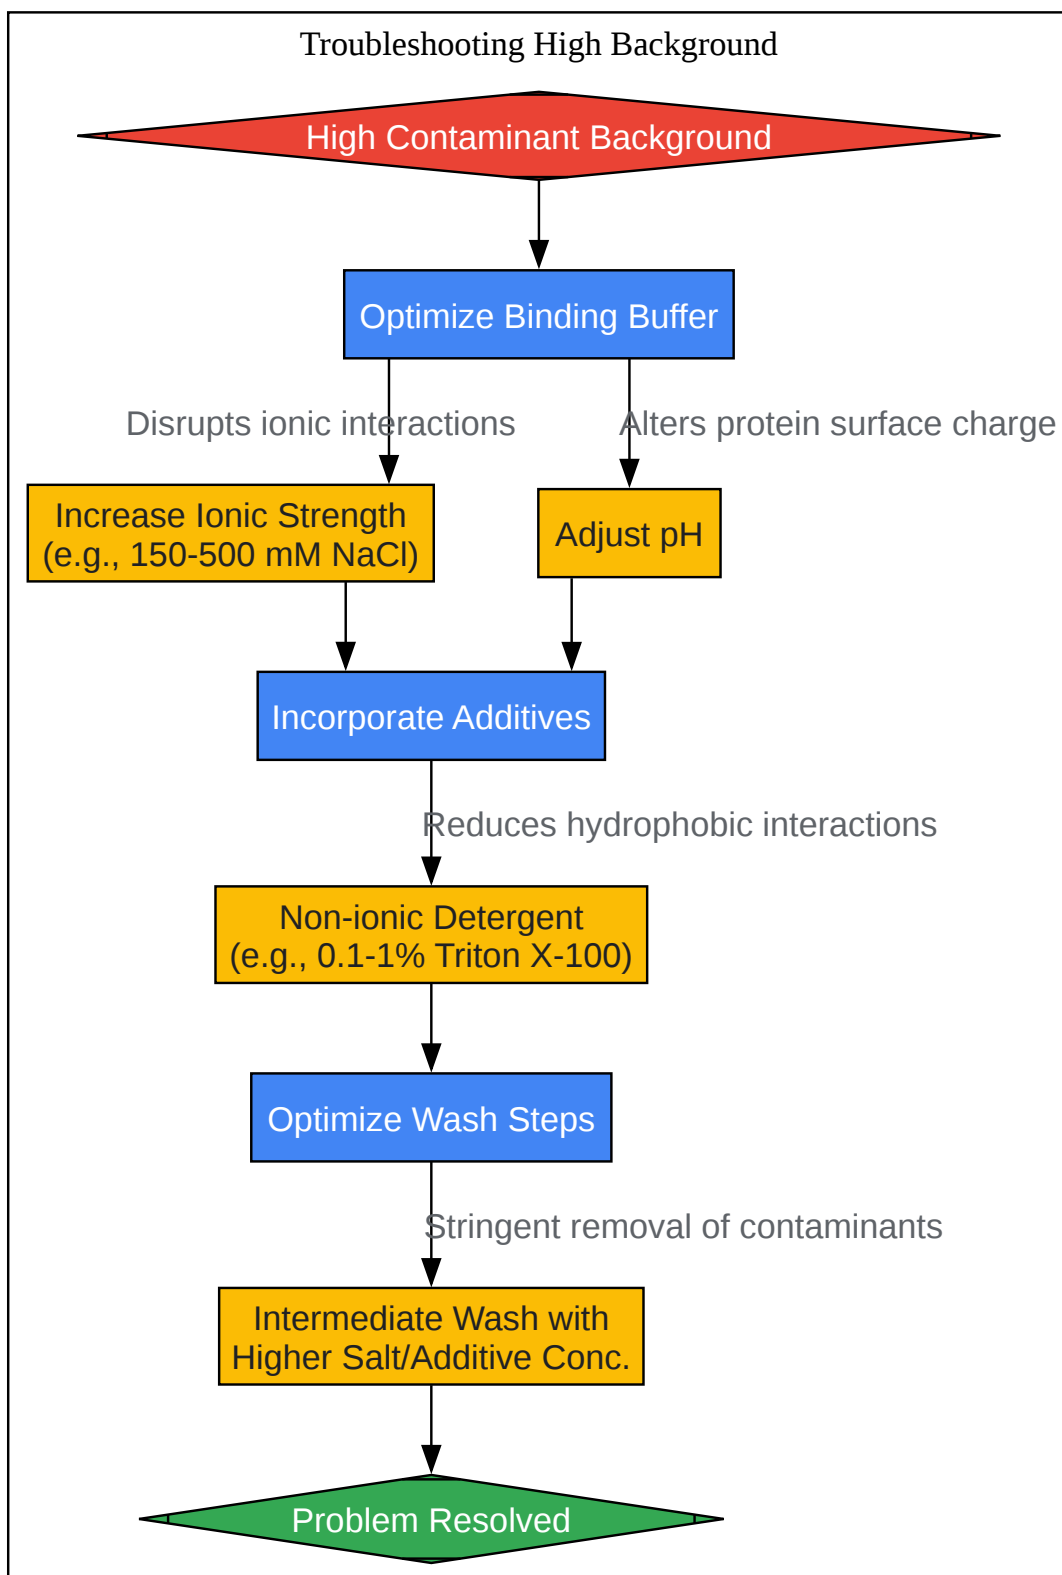 Troubleshooting High Background
High Contaminant Background
Optimize Binding Buffer
Disrupts ionic interactions
Alters protein surface charge
Increase Ionic Strength
(e.g., 150-500 mM NaCl)
Adjust pH
Incorporate Additives
Reduces hydrophobic interactions
Non-ionic Detergent
(e.g., 0.1-1% Triton X-100)
Optimize Wash Steps
Stringent removal of contaminants
Intermediate Wash with
Higher Salt/Additive Conc.
Problem Resolved